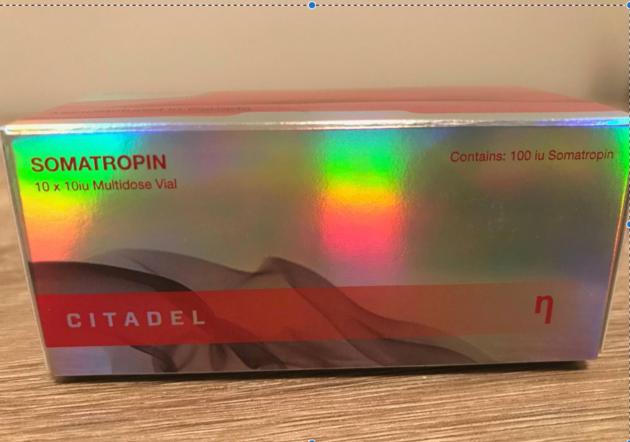 SOMATROPIN
10 x 10iu Multidose Vial
Contains: 100 iu Somatropin
CITADEL
η